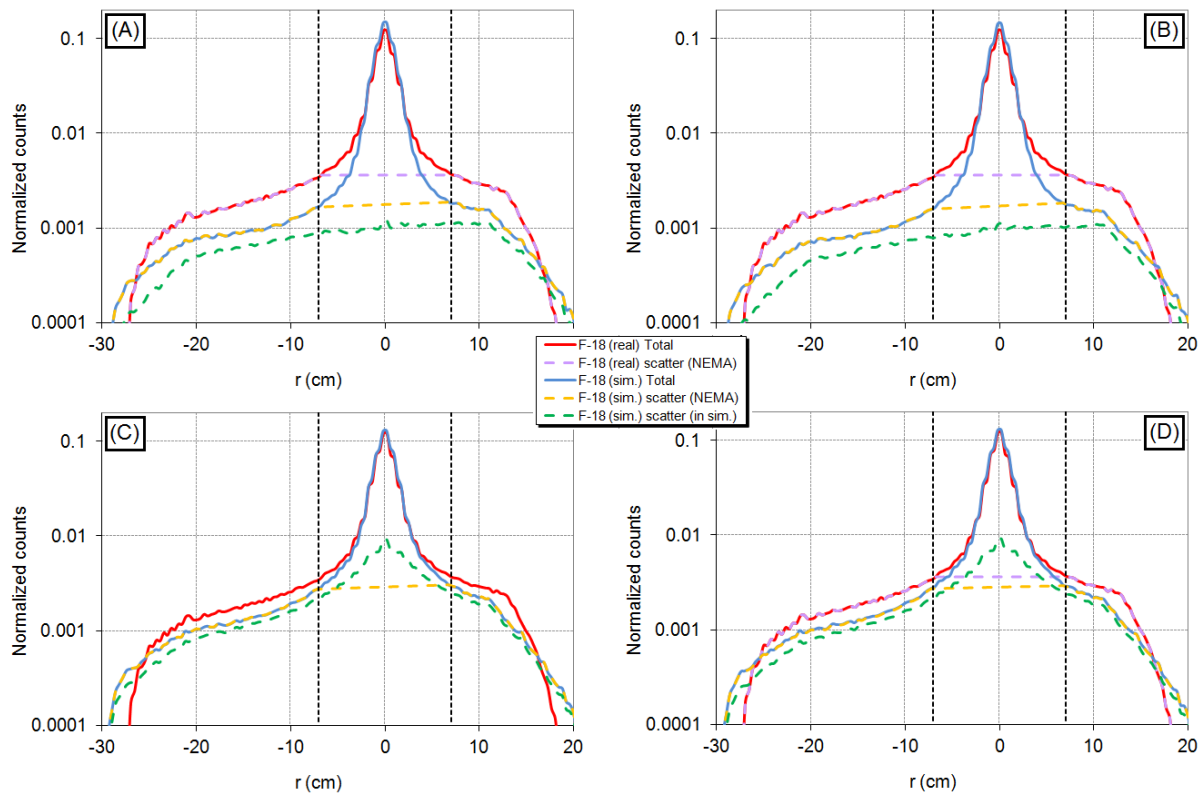 (A)
0.1
0.01
0.001
0.0001
Normalized counts
-30
-20
-10
0
10
20
r (cm)
(B)
0.1
0.01
0.001
0.0001
Normalized counts
-30
-20
-10
0
10
20
r (cm)
F-18 (real) Total
F-18 (real) scatter (NEMA)
F-18 (sim.) Total
F-18 (sim.) scatter (NEMA)
F-18 (sim.) scatter (in sim.)
(C)
0.1
0.01
0.001
0.0001
Normalized counts
-30
-20
-10
0
10
20
r (cm)
(D)
0.1
0.01
0.001
0.0001
Normalized counts
-30
-20
-10
0
10
20
r (cm)